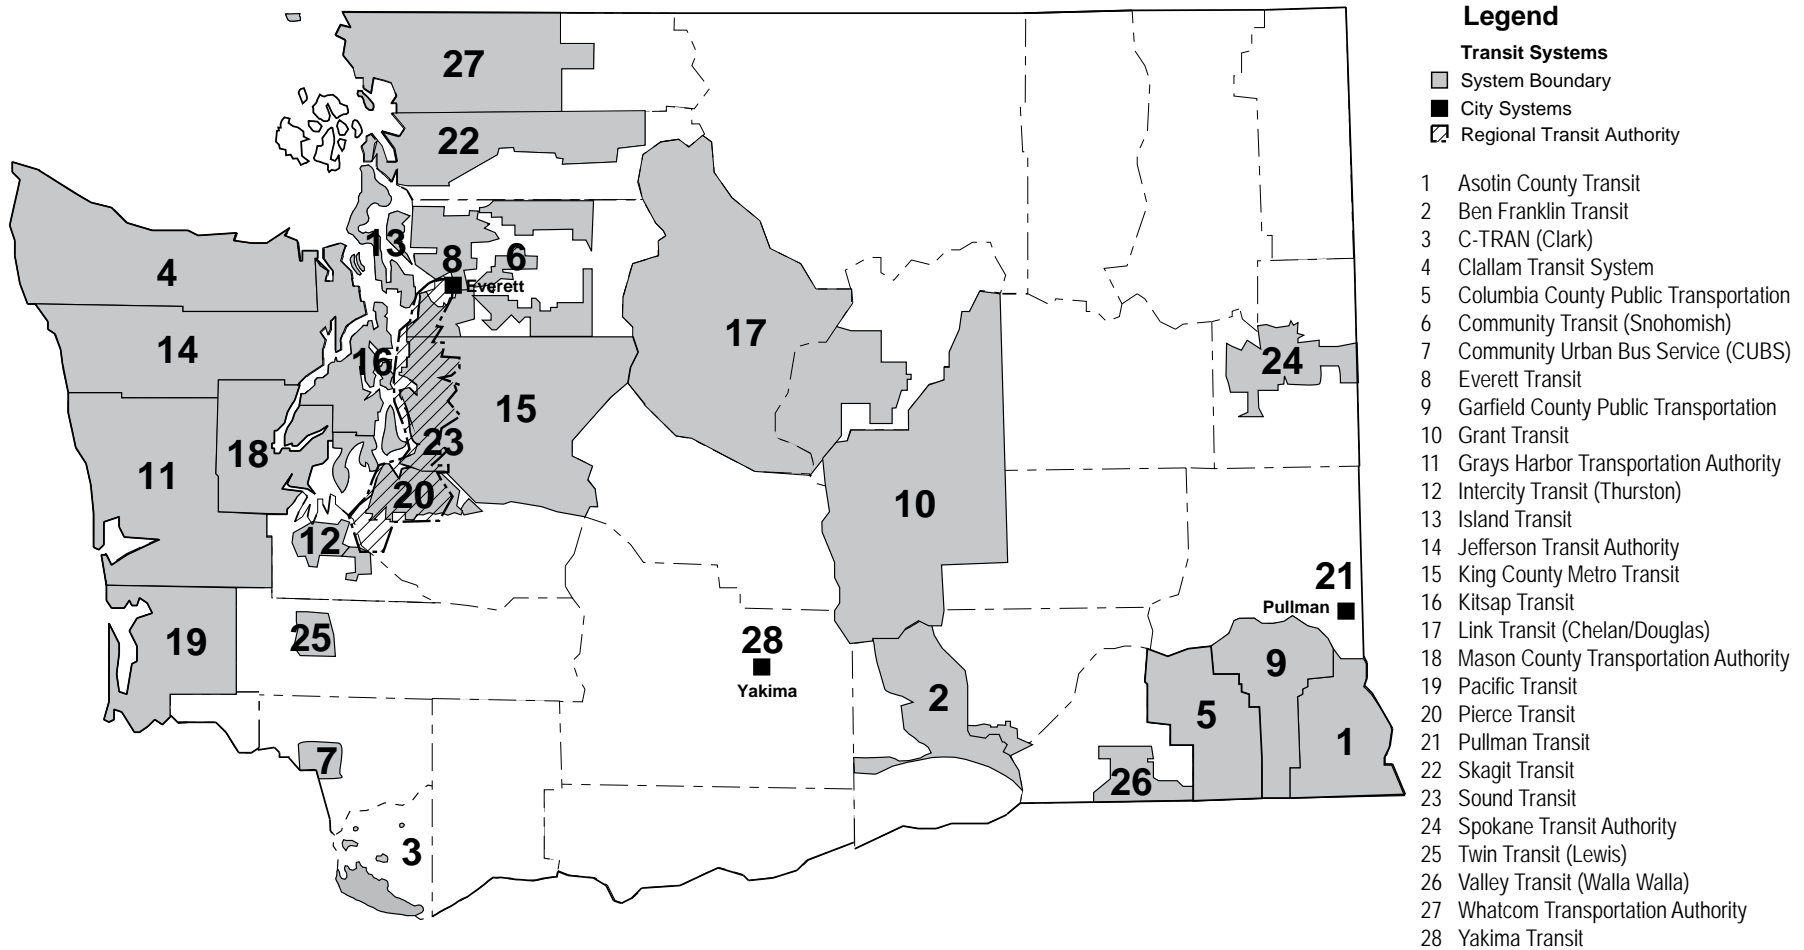 Legend
Transit Systems
System Boundary
City Systems
Regional Transit Authority
1 Asotin County Transit
2 Ben Franklin Transit
3 C-TRAN (Clark)
4 Clallam Transit System
5 Columbia County Public Transportation
6 Community Transit (Snohomish)
7 Community Urban Bus Service (CUBS)
8 Everett Transit
9 Garfield County Public Transportation
10 Grant Transit
11 Grays Harbor Transportation Authority
12 Intercity Transit (Thurston)
13 Island Transit
14 Jefferson Transit Authority
15 King County Metro Transit
16 Kitsap Transit
17 Link Transit (Chelan/Douglas)
18 Mason County Transportation Authority
19 Pacific Transit
20 Pierce Transit
21 Pullman Transit
22 Skagit Transit
23 Sound Transit
24 Spokane Transit Authority
25 Twin Transit (Lewis)
26 Valley Transit (Walla Walla)
27 Whatcom Transportation Authority
28 Yakima Transit
27
22
13
8
6
4
Everett
17
14
16
24
15
23
18
11
20
10
12
21
Pullman
25
19
28
Yakima
9
2
5
1
7
26
3